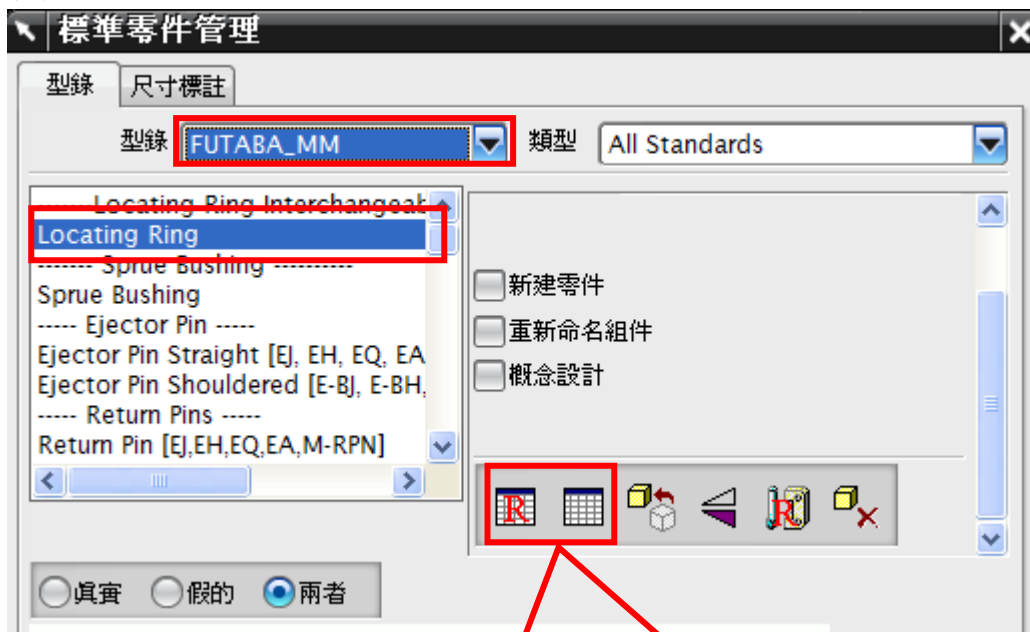 標準零件管理
型錄 尺寸標註
型錄 FUTABA_MM 類型 All Standards
-------Locating Ring Interchangeab
Locating Ring
------- Sprue Bushing ----------
Sprue Bushing
----- Ejector Pin -----
Ejector Pin Straight [EJ, EH, EQ, EA
Ejector Pin Shouldered [E-BJ, E-BH,
----- Return Pins -----
Return Pin [EJ,EH,EQ,EA,M-RPN]
新建零件
重新命名組件
概念設計
R R
真實 假的 兩者